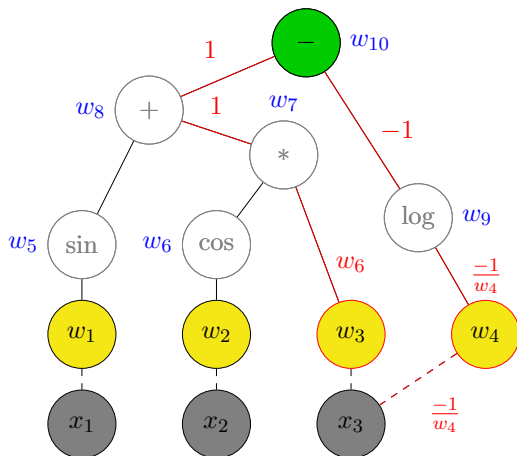 1
−
w₁₀
w₈
+
1
w₇
*
−1
w₅
sin
w₆
cos
log
w₉
w₆
−1/w₄
w₁
w₂
w₃
w₄
x₁
x₂
x₃
−1/w₄